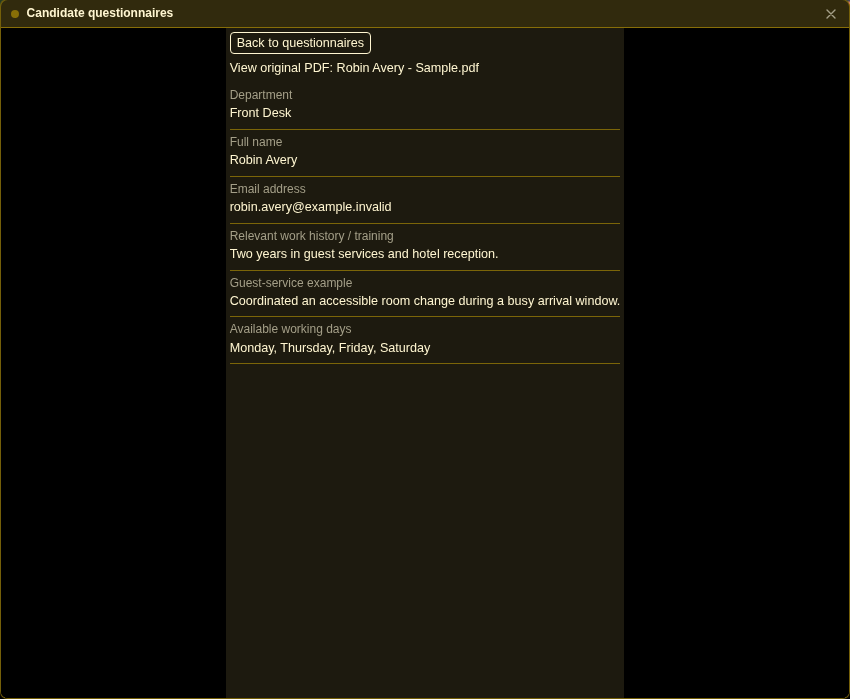 Candidate questionnaires
Back to questionnaires
View original PDF: Robin Avery - Sample.pdf
Department
Front Desk
Full name
Robin Avery
Email address
robin.avery@example.invalid
Relevant work history / training
Two years in guest services and hotel reception.
Guest-service example
Coordinated an accessible room change during a busy arrival window.
Available working days
Monday, Thursday, Friday, Saturday